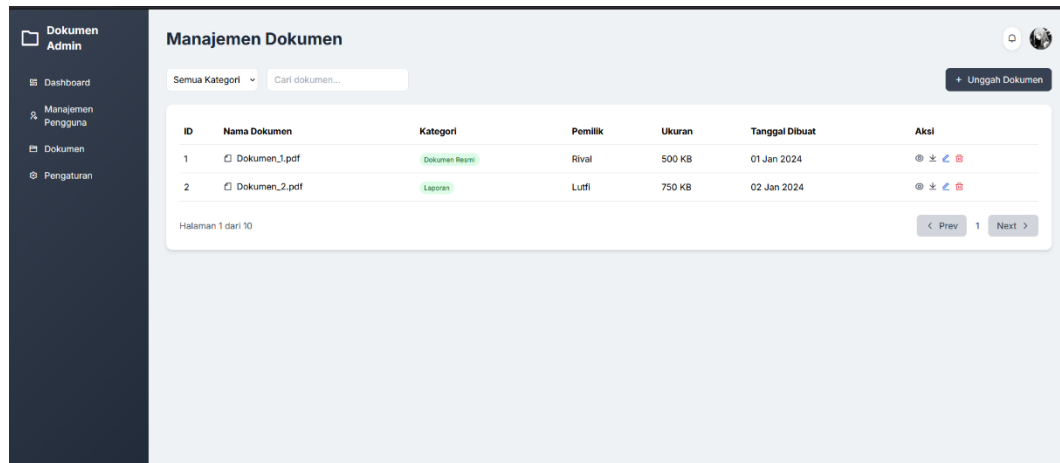 Dokumen
Admin
Dashboard
Manajemen
Pengguna
Dokumen
Pengaturan
Manajemen Dokumen
Semua Kategori
Cari dokumen...
+ Unggah Dokumen
ID Nama Dokumen Kategori Pemilik Ukuran Tanggal Dibuat Aksi
1 Dokumen_1.pdf Dokumen Resmi Rival 500 KB 01 Jan 2024
2 Dokumen_2.pdf Laporan Lutfi 750 KB 02 Jan 2024
Halaman 1 dari 10 < Prev 1 Next >